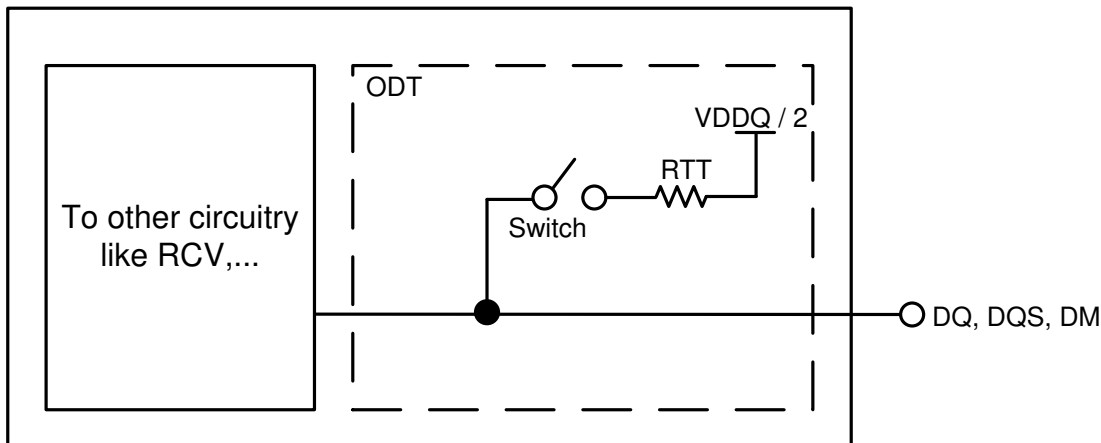 ODT
VDDQ / 2
RTT
Switch
To other circuitry
like RCV,...
DQ, DQS, DM